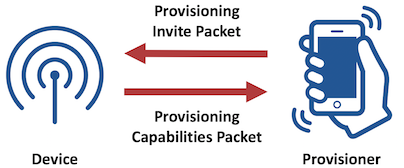 Provisioning
Invite Packet
Provisioning
Capabilities Packet
Device
Provisioner